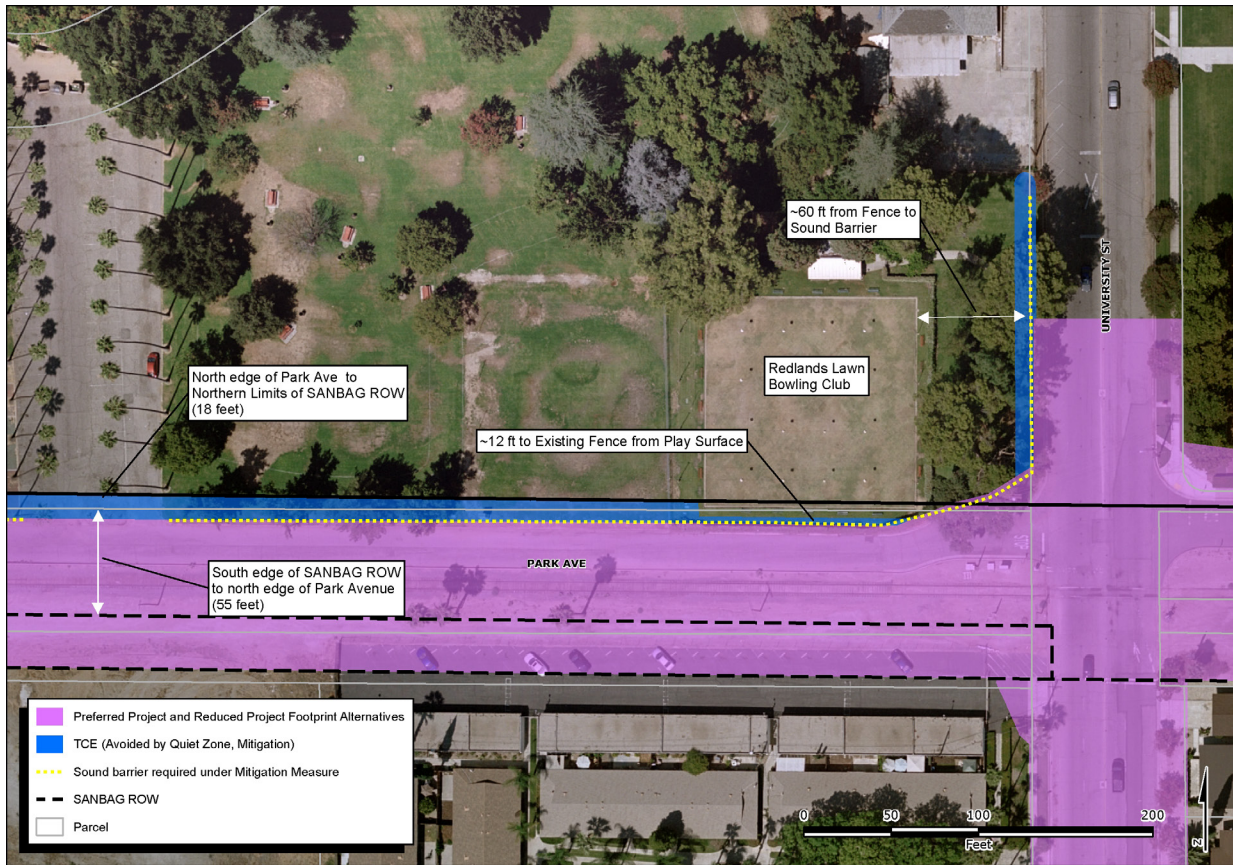 ~60 ft from Fence to
Sound Barrier
UNIVERSITY ST
Redlands Lawn
Bowling Club
North edge of Park Ave to
Northern Limits of SANBAG ROW
(18 feet)
~12 ft to Existing Fence from Play Surface
PARK AVE
South edge of SANBAG ROW
to north edge of Park Avenue
(55 feet)
Preferred Project and Reduced Project Footprint Alternatives
TCE (Avoided by Quiet Zone, Mitigation)
Sound barrier required under Mitigation Measure
SANBAG ROW
Parcel
0 50 100 200
Feet
N